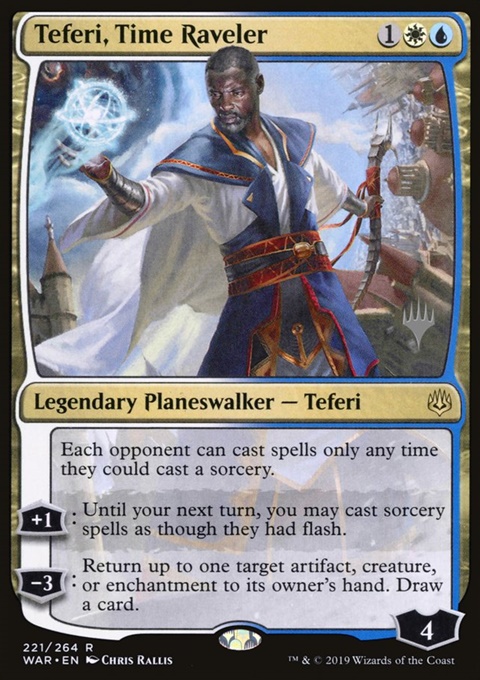 Teferi, Time Raveler 1
Legendary Planeswalker — Teferi
Each opponent can cast spells only any time
they could cast a sorcery.
+1: Until your next turn, you may cast sorcery
spells as though they had flash.
-3: Return up to one target artifact, creature,
or enchantment to its owner's hand. Draw
a card.
4
221/264 R
WAR • EN Chris Rallis
™ & © 2019 Wizards of the Coast